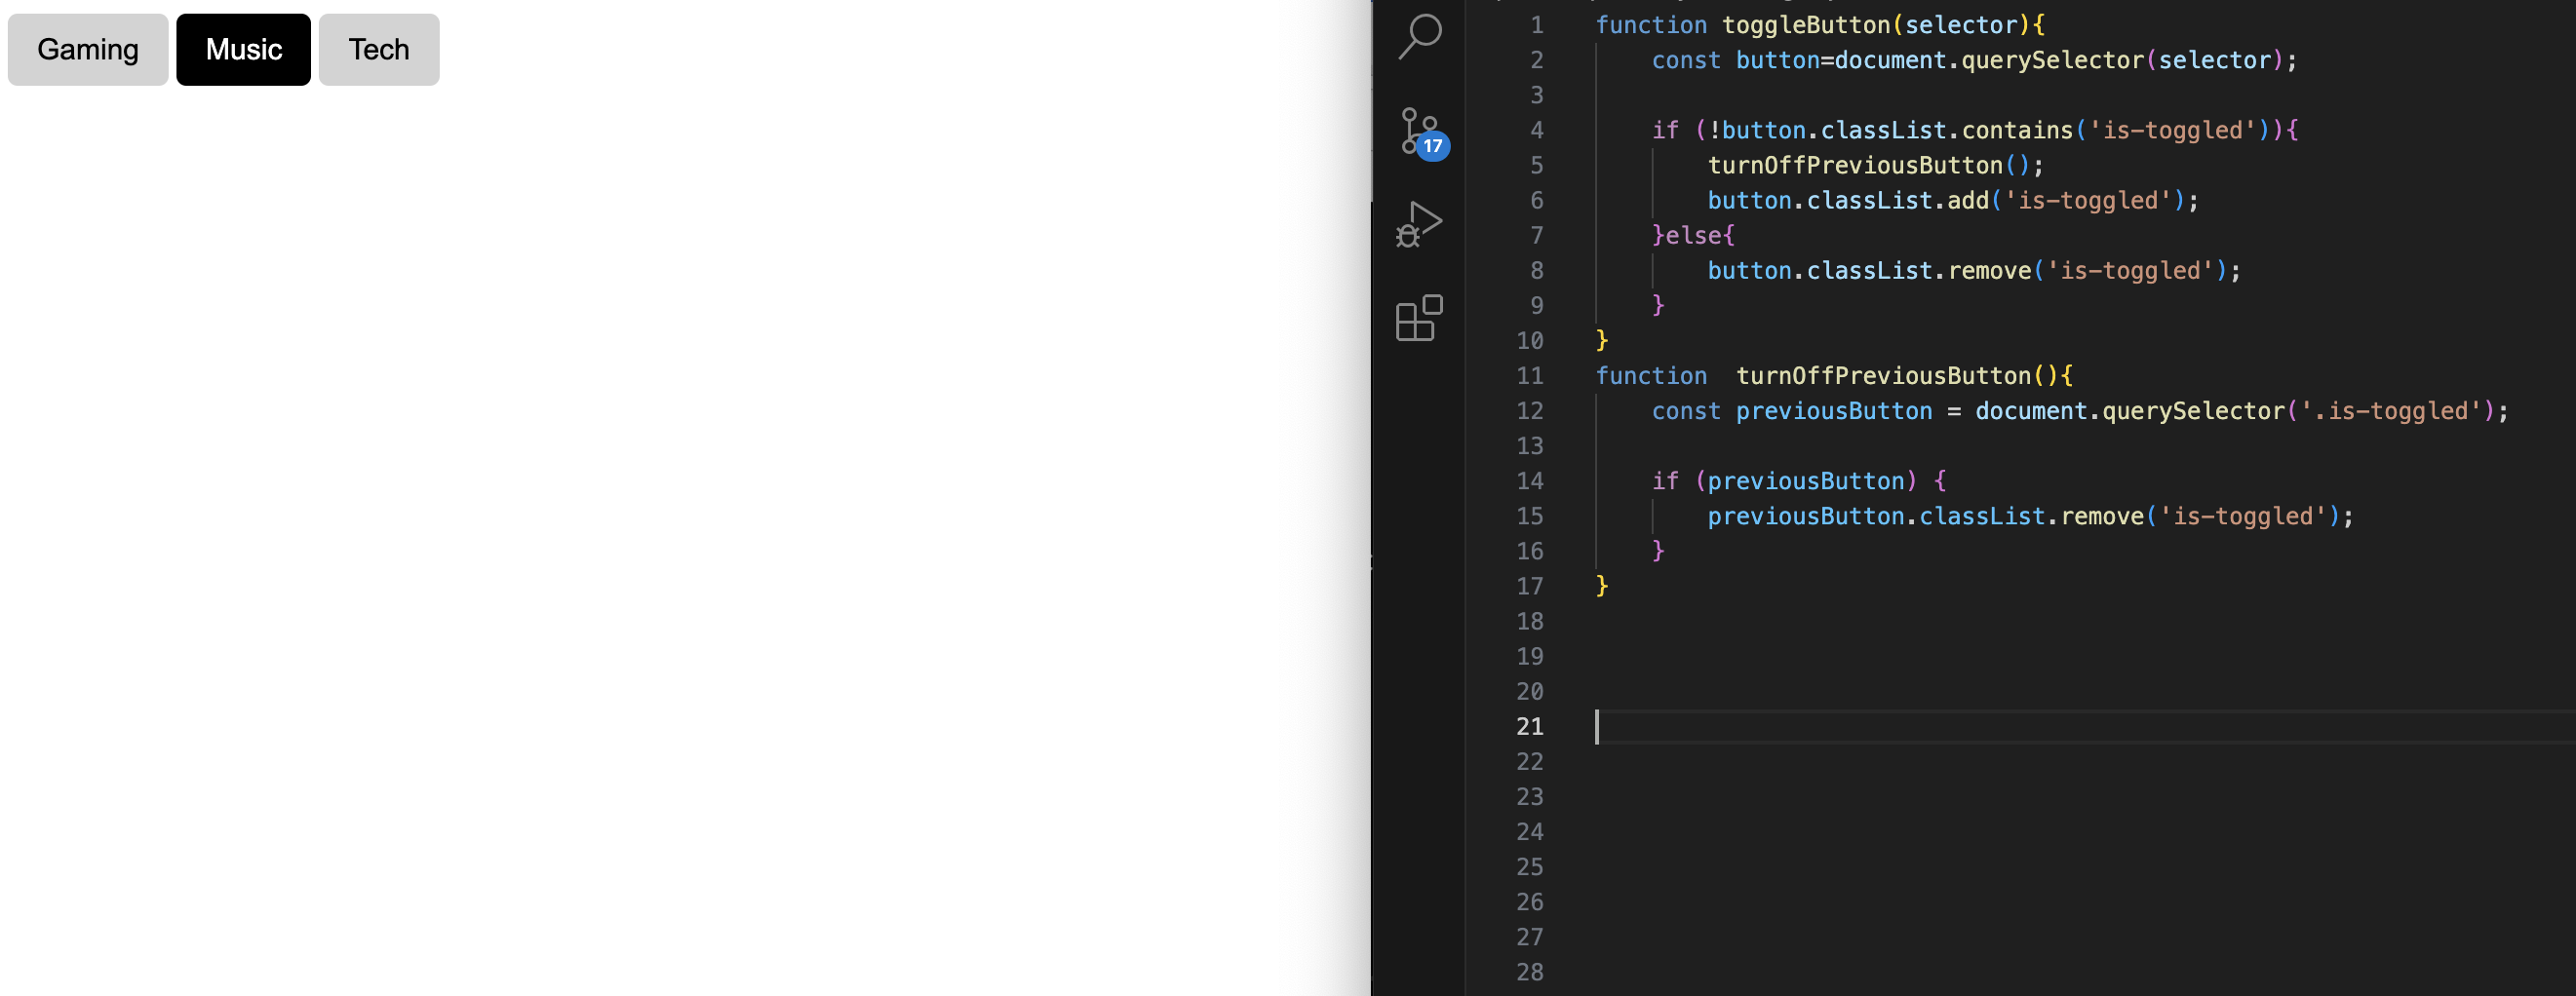 Gaming Music Tech
17
1 function toggleButton(selector){
2 const button=document.querySelector(selector);
3
4 if (!button.classList.contains('is-toggled')){
5 turnOffPreviousButton();
6 button.classList.add('is-toggled');
7 }else{
8 button.classList.remove('is-toggled');
9 }
10 }
11 function  turnOffPreviousButton(){
12 const previousButton = document.querySelector('.is-toggled');
13
14 if (previousButton) {
15 previousButton.classList.remove('is-toggled');
16 }
17 }
18
19
20
21
22
23
24
25
26
27
28